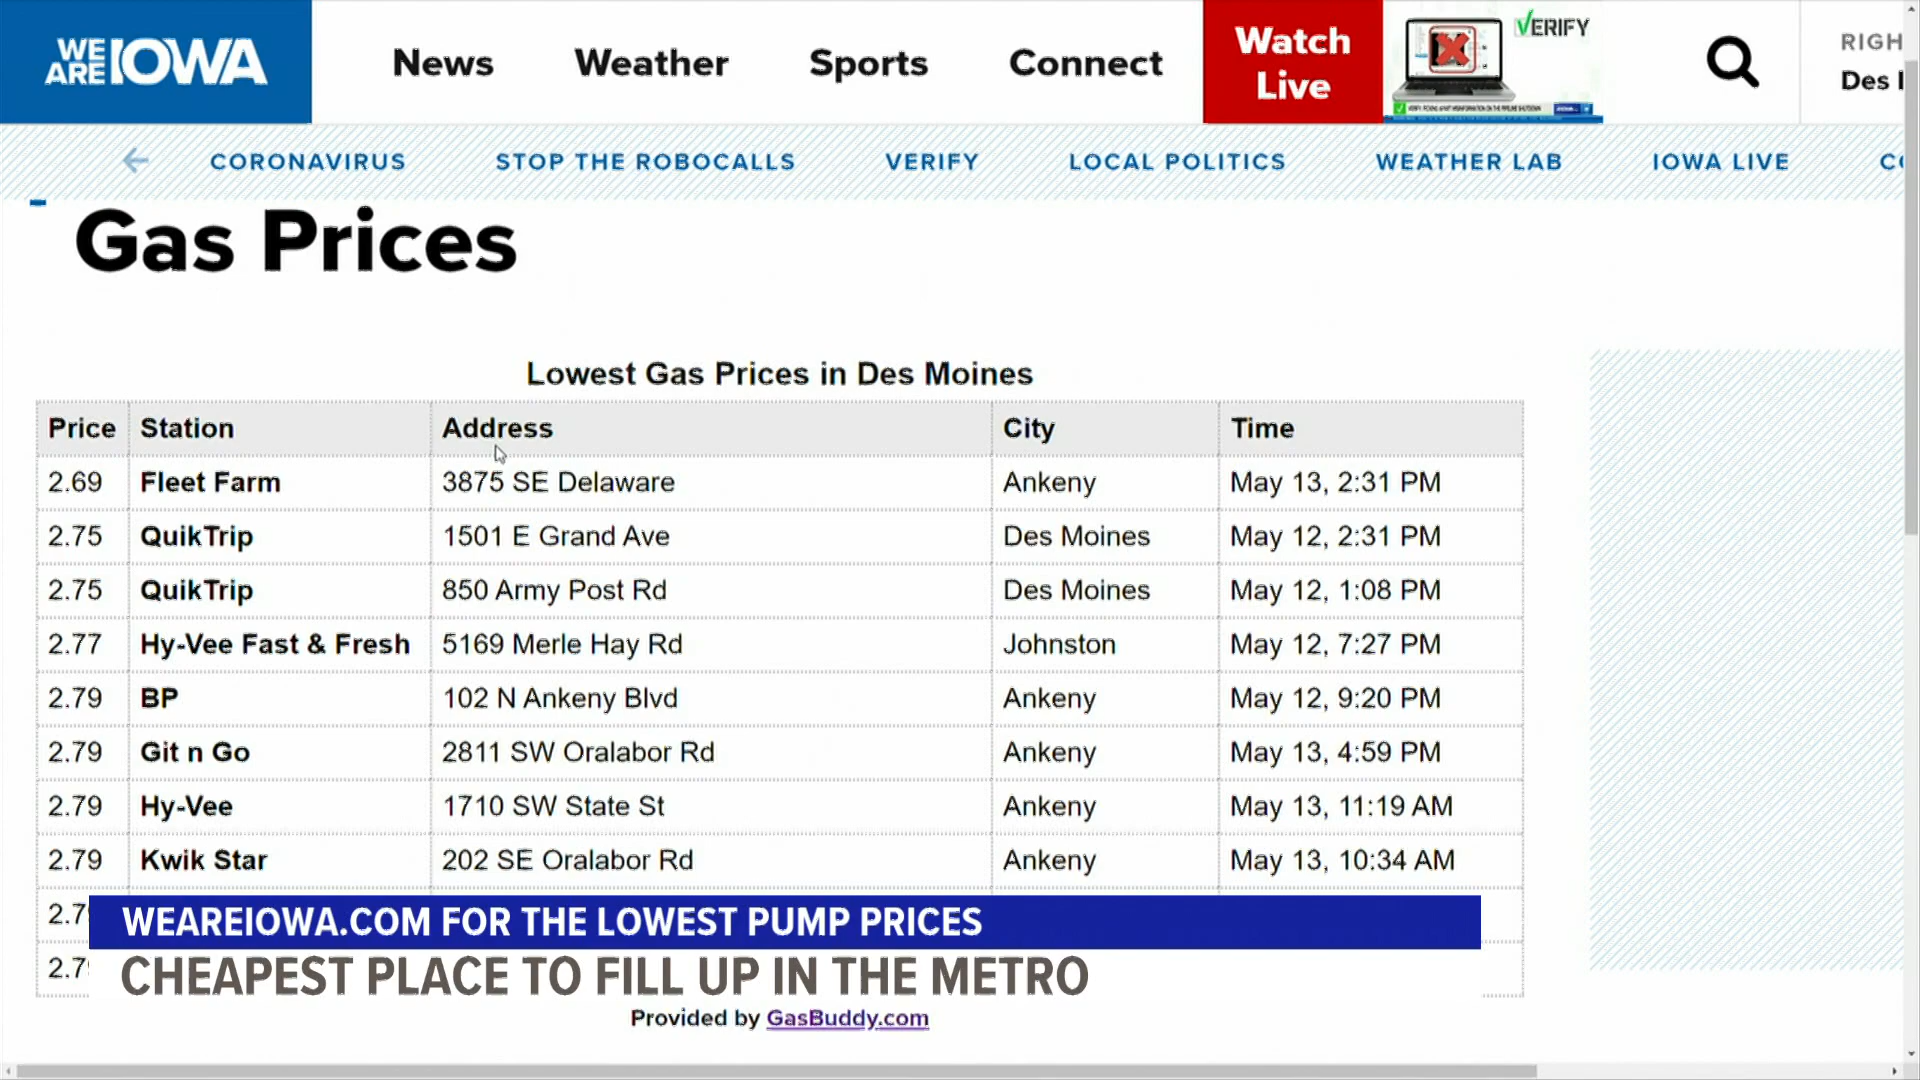 WE ARE IOWA
News Weather Sports Connect Watch Live VERIFY RIGH
Des
CORONAVIRUS STOP THE ROBOCALLS VERIFY LOCAL POLITICS WEATHER LAB IOWA LIVE
Gas Prices
Lowest Gas Prices in Des Moines
Price Station Address City Time
2.69 Fleet Farm 3875 SE Delaware Ankeny May 13, 2:31 PM
2.75 QuikTrip 1501 E Grand Ave Des Moines May 12, 2:31 PM
2.75 QuikTrip 850 Army Post Rd Des Moines May 12, 1:08 PM
2.77 Hy-Vee Fast & Fresh 5169 Merle Hay Rd Johnston May 12, 7:27 PM
2.79 BP 102 N Ankeny Blvd Ankeny May 12, 9:20 PM
2.79 Git n Go 2811 SW Oralabor Rd Ankeny May 13, 4:59 PM
2.79 Hy-Vee 1710 SW State St Ankeny May 13, 11:19 AM
2.79 Kwik Star 202 SE Oralabor Rd Ankeny May 13, 10:34 AM
2.7
WEAREIOWA.COM FOR THE LOWEST PUMP PRICES
2.7
CHEAPEST PLACE TO FILL UP IN THE METRO
Provided by GasBuddy.com